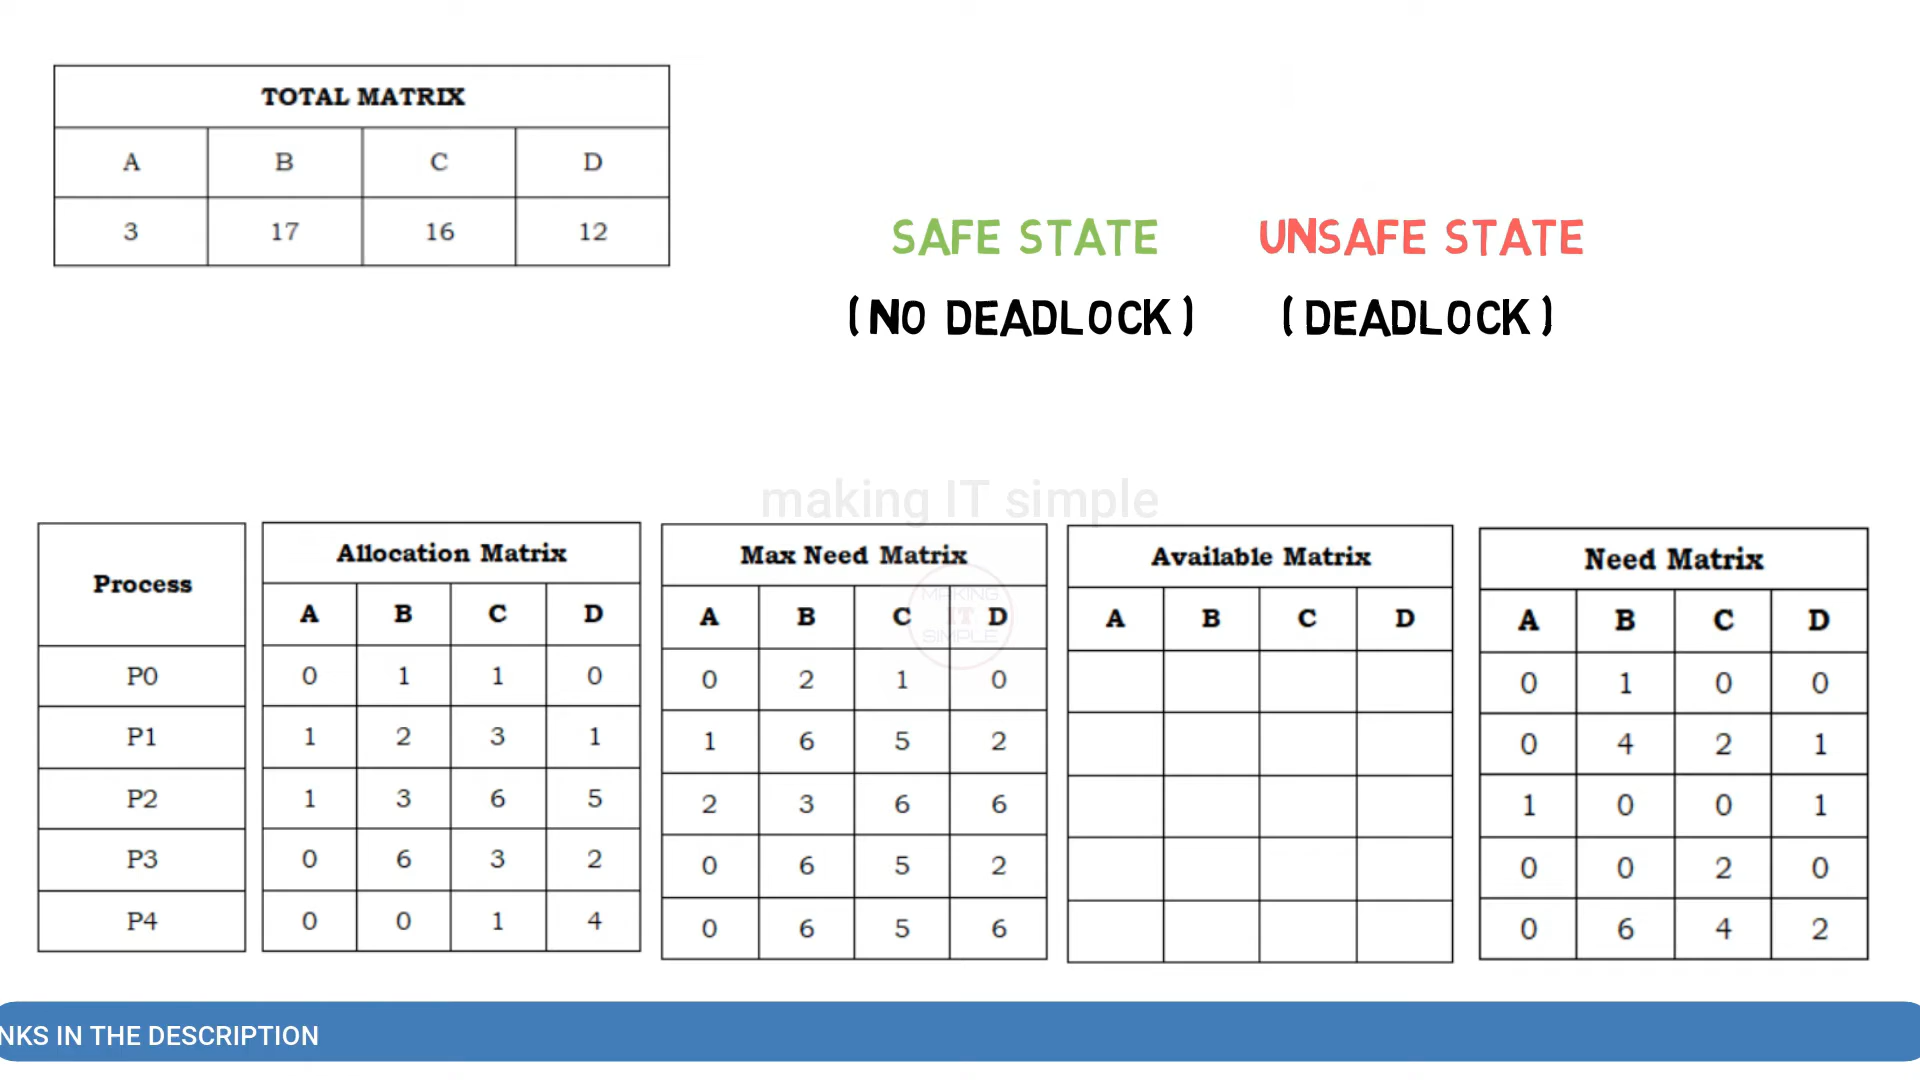 TOTAL MATRIX
A B C D
3 17 16 12
SAFE STATE UNSAFE STATE
(NO DEADLOCK) (DEADLOCK)
making IT simple
Process Allocation Matrix Max Need Matrix Available Matrix Need Matrix
A B C D A B C D A B C D A B C D
MAKING
IT
SIMPLE
P0 0 1 1 0 0 2 1 0 0 1 0 0
P1 1 2 3 1 1 6 5 2 0 4 2 1
P2 1 3 6 5 2 3 6 6 1 0 0 1
P3 0 6 3 2 0 6 5 2 0 0 2 0
P4 0 0 1 4 0 6 5 6 0 6 4 2
NKS IN THE DESCRIPTION